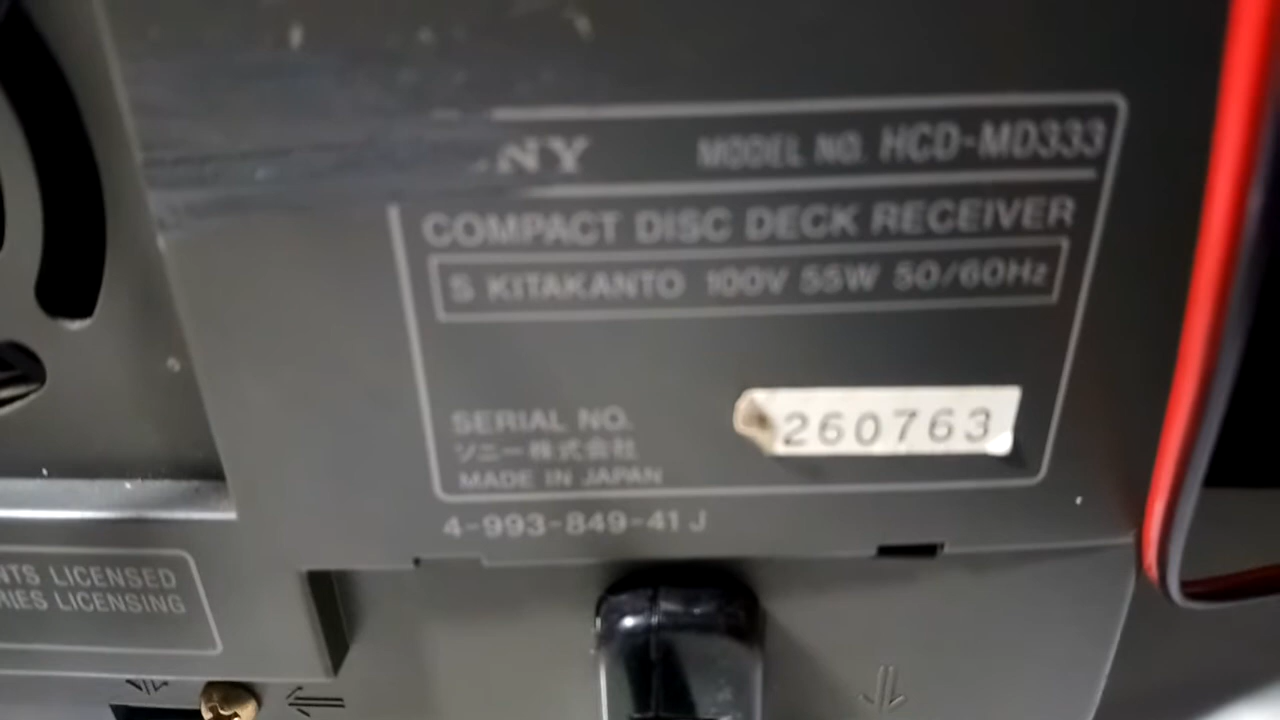 NY MODEL NO. HCD-MD333
COMPACT DISC DECK RECEIVER
S KITAKANTO 100V 55W 50/60Hz
SERIAL NO. 260763
ソニー株式会社
MADE IN JAPAN
4-993-849-41 J
NTS LICENSED
RIES LICENSING